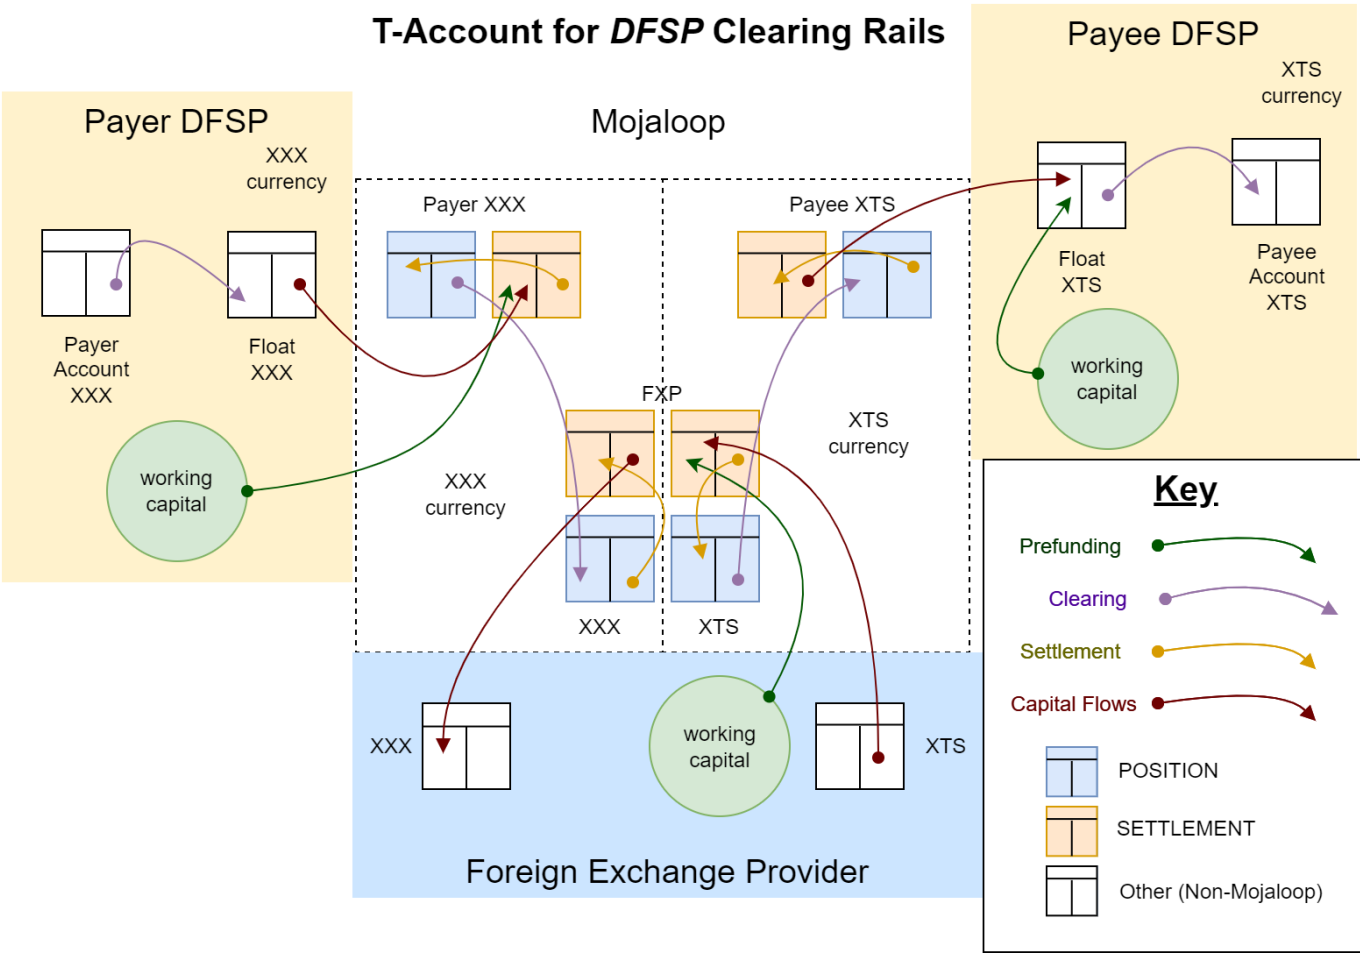 T-Account for DFSP Clearing Rails
Payee DFSP
XTS
currency
Payer DFSP
XXX
currency
Mojaloop
Payer XXX
Payee XTS
Float
XTS
Payee
Account
XTS
Payer
Account
XXX
Float
XXX
working
capital
FXP
XTS
currency
working
capital
XXX
currency
XXX
XTS
Key
Prefunding
Clearing
Settlement
Capital Flows
POSITION
SETTLEMENT
Other (Non-Mojaloop)
XXX
working
capital
XTS
Foreign Exchange Provider